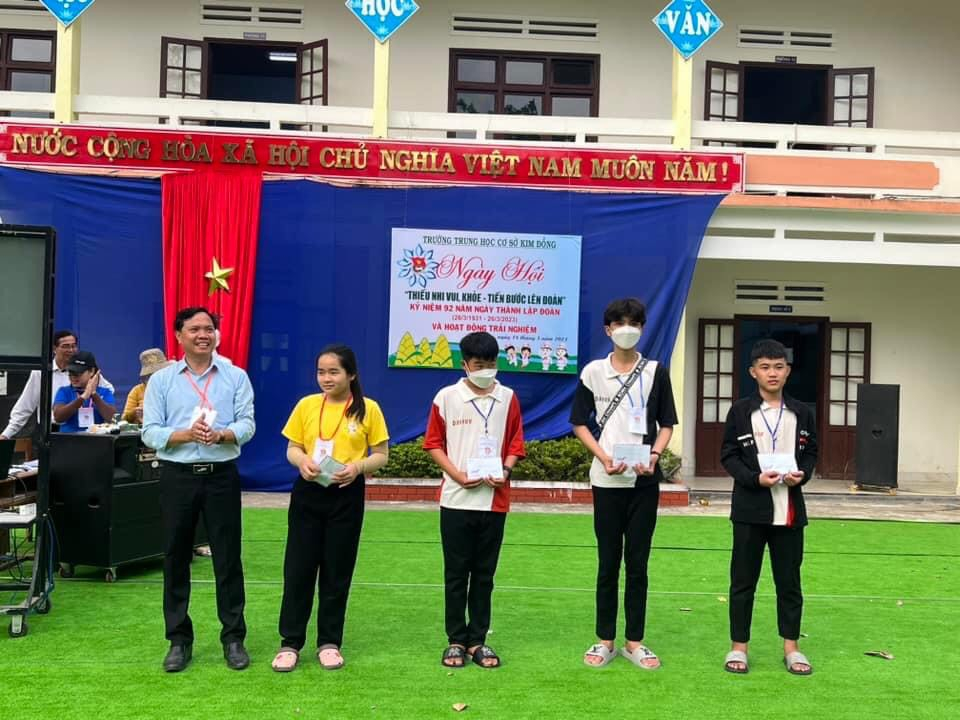 HỌC
VĂN
NƯỚC CỘNG HÒA XÃ HỘI CHỦ NGHĨA VIỆT NAM MUÔN NĂM!
TRƯỜNG TRUNG HỌC CƠ SỞ KIM ĐỒNG
Ngày Hội
"THIẾU NHI VUI, KHỎE - TIẾN BƯỚC LÊN ĐOÀN"
KỶ NIỆM 92 NĂM NGÀY THÀNH LẬP ĐOÀN
(26/3/1931 - 26/3/2023)
VÀ HOẠT ĐỘNG TRẢI NGHIỆM